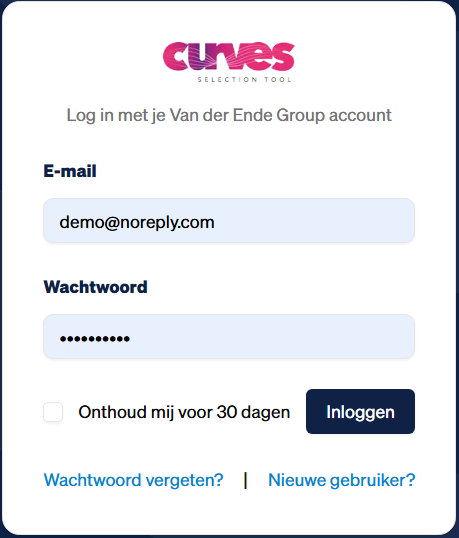 curves
SELECTION TOOL
Log in met je Van der Ende Group account
E-mail
demo@noreply.com
Wachtwoord
••••••••••
Onthoud mij voor 30 dagen
Inloggen
Wachtwoord vergeten? | Nieuwe gebruiker?